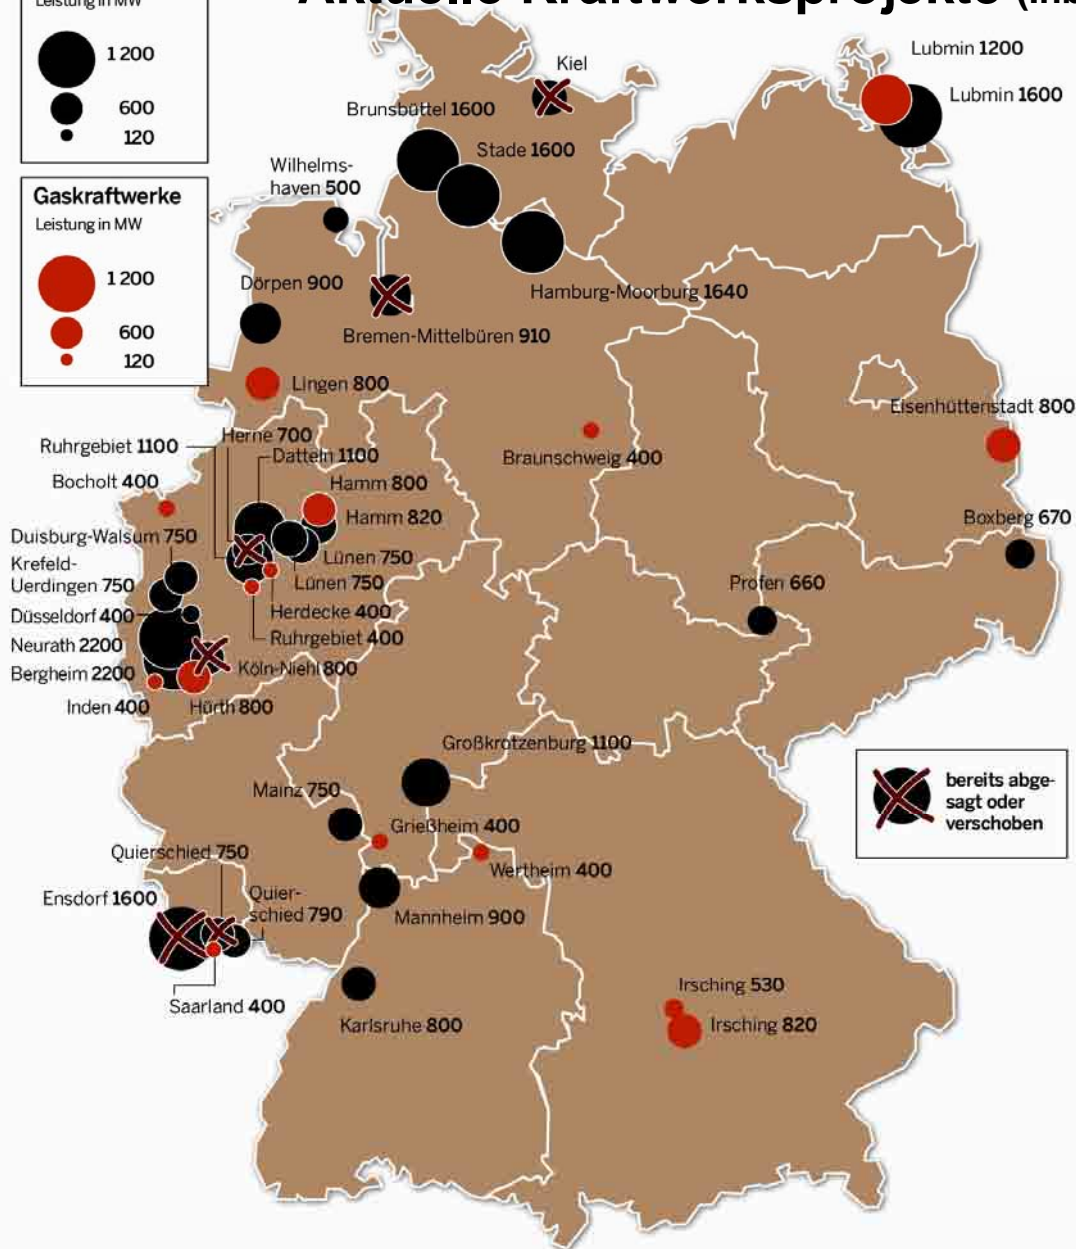 Aktuelle Kraftwerksprojekte
Leistung in MW
1 200
600
120
Gaskraftwerke
Leistung in MW
1 200
600
120
Kiel
Lubmin 1200
Lubmin 1600
Brunsbüttel 1600
Stade 1600
Wilhelms-
haven 500
Dörpen 900
Hamburg-Moorburg 1640
Bremen-Mittelbüren 910
Lingen 800
Eisenhüttenstadt 800
Braunschweig 400
Ruhrgebiet 1100
Herne 700
Datteln 1100
Bocholt 400
Hamm 800
Hamm 820
Boxberg 670
Duisburg-Walsum 750
Lünen 750
Krefeld-
Uerdingen 750
Lünen 750
Profen 660
Düsseldorf 400
Herdecke 400
Neurath 2200
Ruhrgebiet 400
Bergheim 2200
Köln-Niehl 800
Inden 400
Hürth 800
Großkrotzenburg 1100
bereits abge-
sagt oder
verschoben
Mainz 750
Grießheim 400
Quierschied 750
Wertheim 400
Ensdorf 1600
Quier-
schied 790
Mannheim 900
Saarland 400
Karlsruhe 800
Irsching 530
Irsching 820